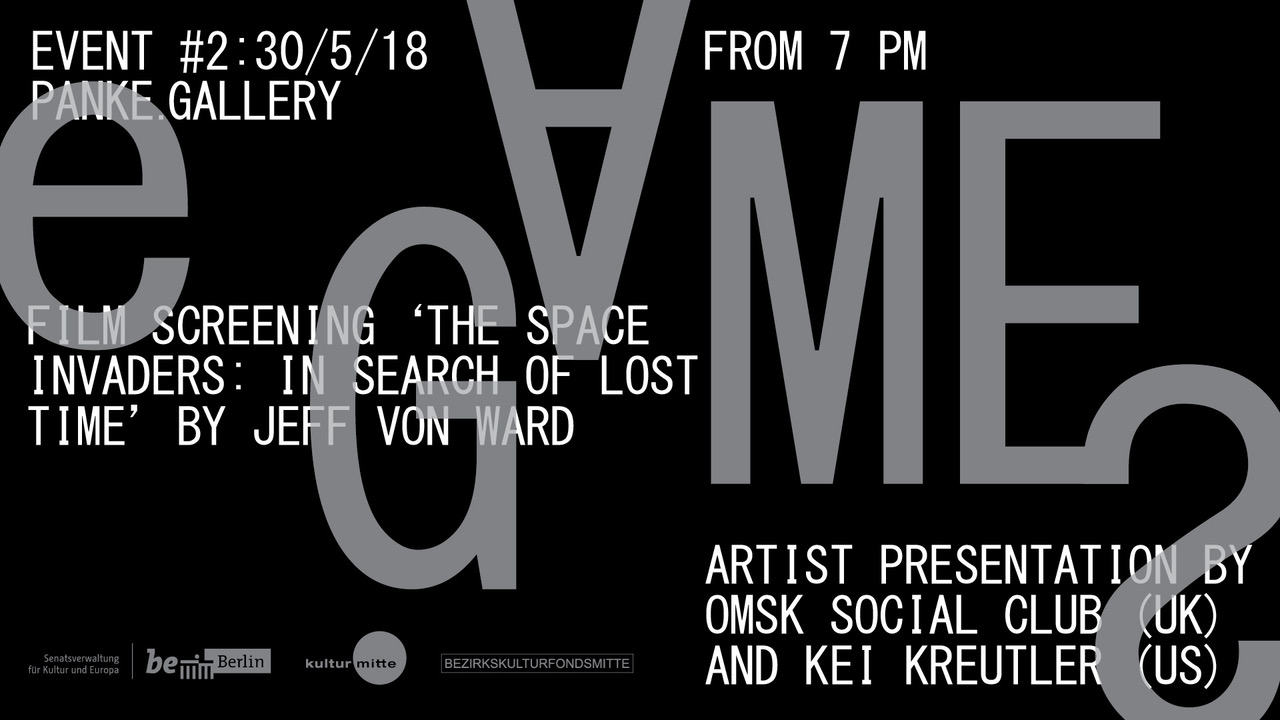 EVENT #2:30/5/18
PANKE.GALLERY
FROM 7 PM
eGAMES
FILM SCREENING ‘THE SPACE
INVADERS: IN SEARCH OF LOST
TIME’ BY JEFF VON WARD
ARTIST PRESENTATION BY
OMSK SOCIAL CLUB (UK)
AND KEI KREUTLER (US)
Senatsverwaltung
für Kultur und Europa
be Berlin
kultur mitte
BEZIRKSKULTURFONDSMITTE